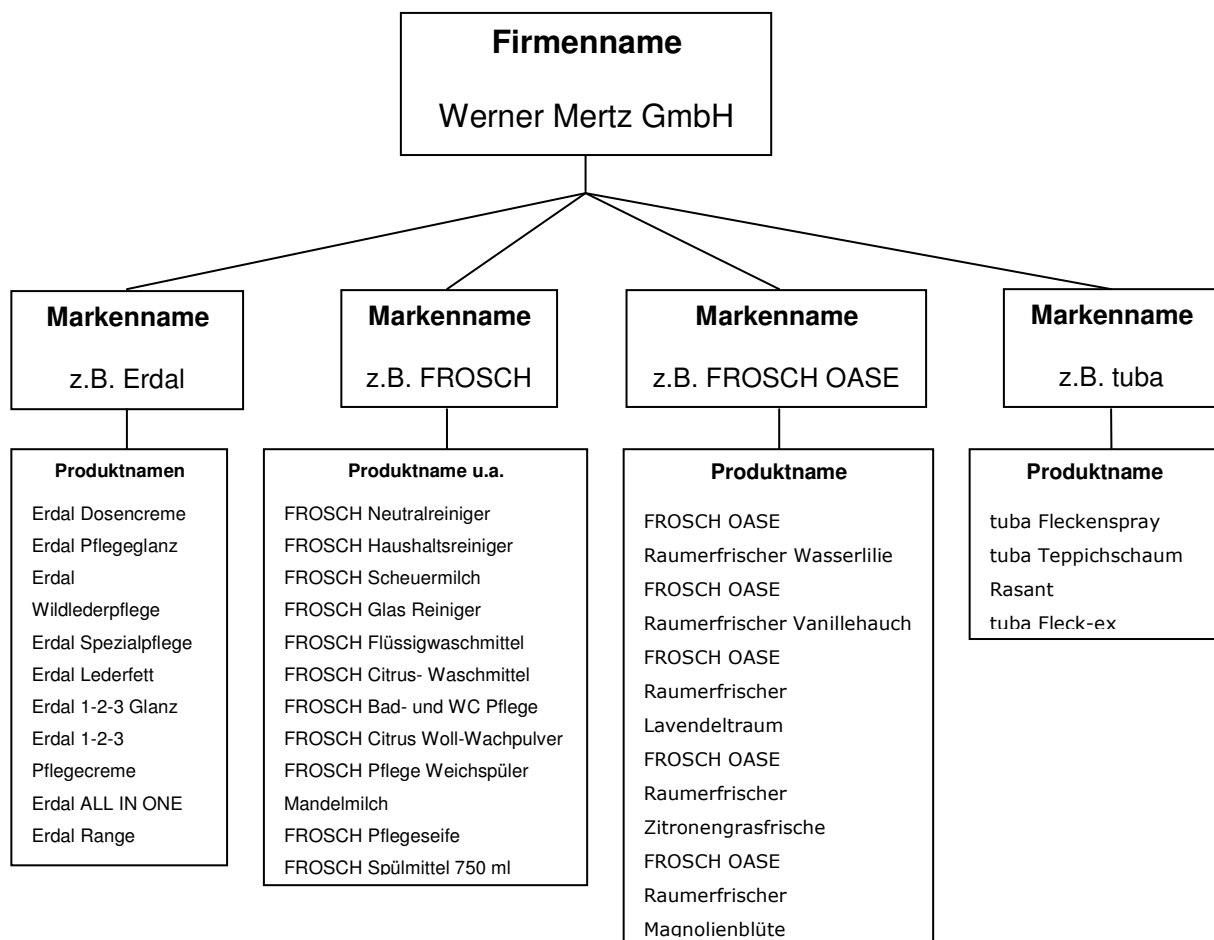 Firmenname
Werner Mertz GmbH
Markenname
z.B. Erdal
Markenname
z.B. FROSCH
Markenname
z.B. FROSCH OASE
Markenname
z.B. tuba
Produktnamen
Erdal Dosencreme
Erdal Pflegeglanz
Erdal
Wildlederpflege
Erdal Spezialpflege
Erdal Lederfett
Erdal 1-2-3 Glanz
Erdal 1-2-3
Pflegecreme
Erdal ALL IN ONE
Erdal Range
Produktname u.a.
FROSCH Neutralreiniger
FROSCH Haushaltsreiniger
FROSCH Scheuermilch
FROSCH Glas Reiniger
FROSCH Flüssigwaschmittel
FROSCH Citrus- Waschmittel
FROSCH Bad- und WC Pflege
FROSCH Citrus Woll-Wachpulver
FROSCH Pflege Weichspüler
Mandelmilch
FROSCH Pflegeseife
FROSCH Spülmittel 750 ml
Produktname
FROSCH OASE
Raumerfrischer Wasserlilie
FROSCH OASE
Raumerfrischer Vanillehauch
FROSCH OASE
Raumerfrischer
Lavendeltraum
FROSCH OASE
Raumerfrischer
Zitronengrasfrische
FROSCH OASE
Raumerfrischer
Magnolienblüte
Produktname
tuba Fleckenspray
tuba Teppichschaum
Rasant
tuba Fleck-ex